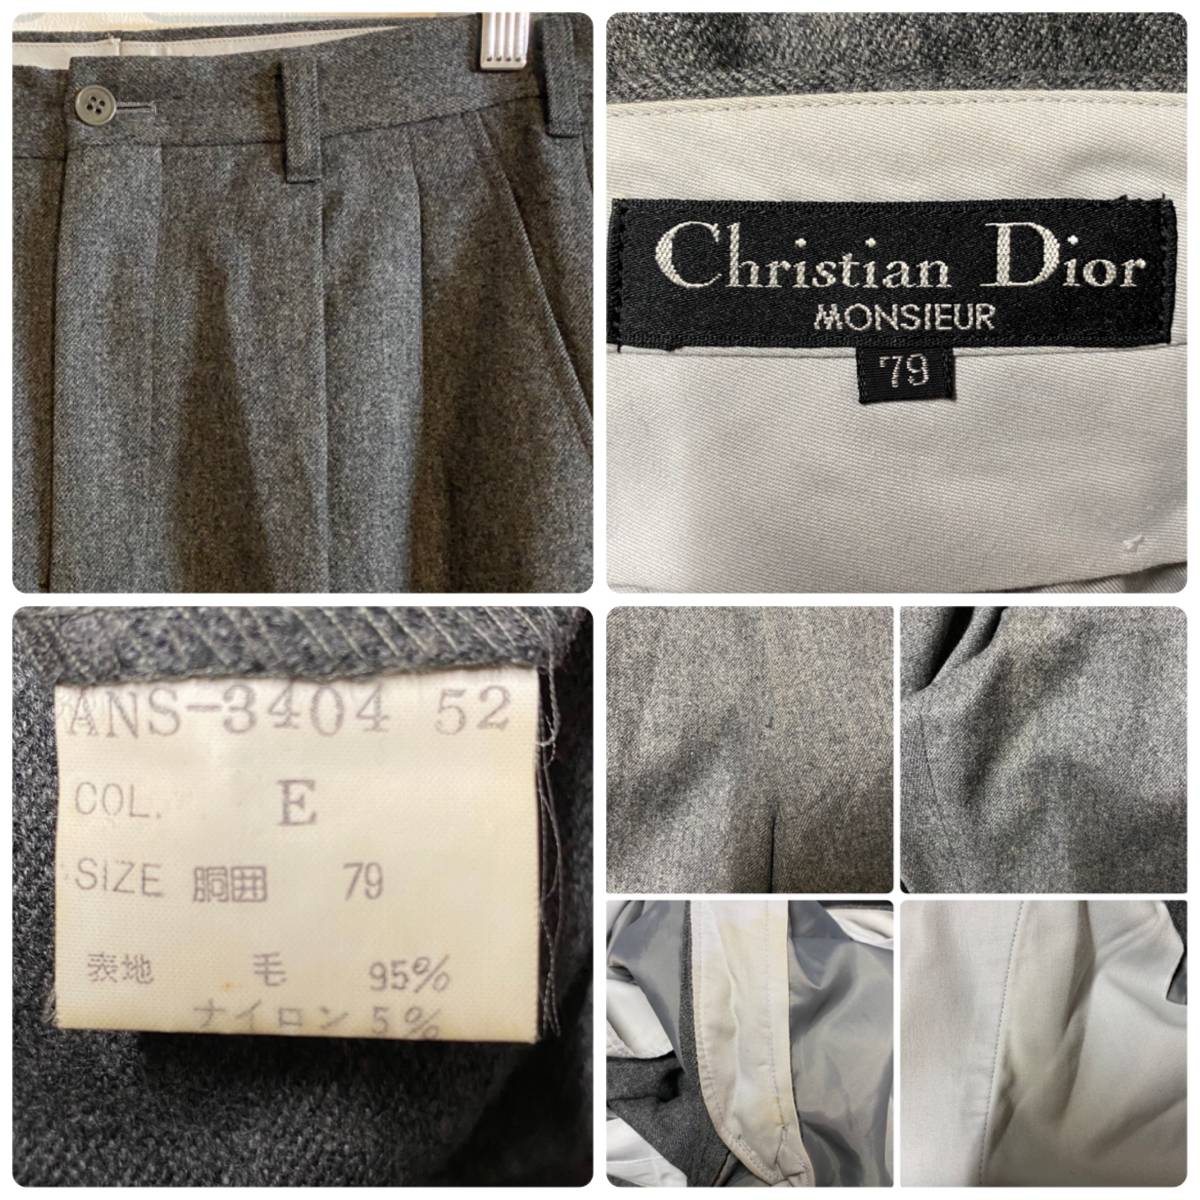 Christian Dior
MONSIEUR
79
ANS-3404 52
COL. E
SIZE 胴囲 79
表地 毛 95%
ナイロン 5%